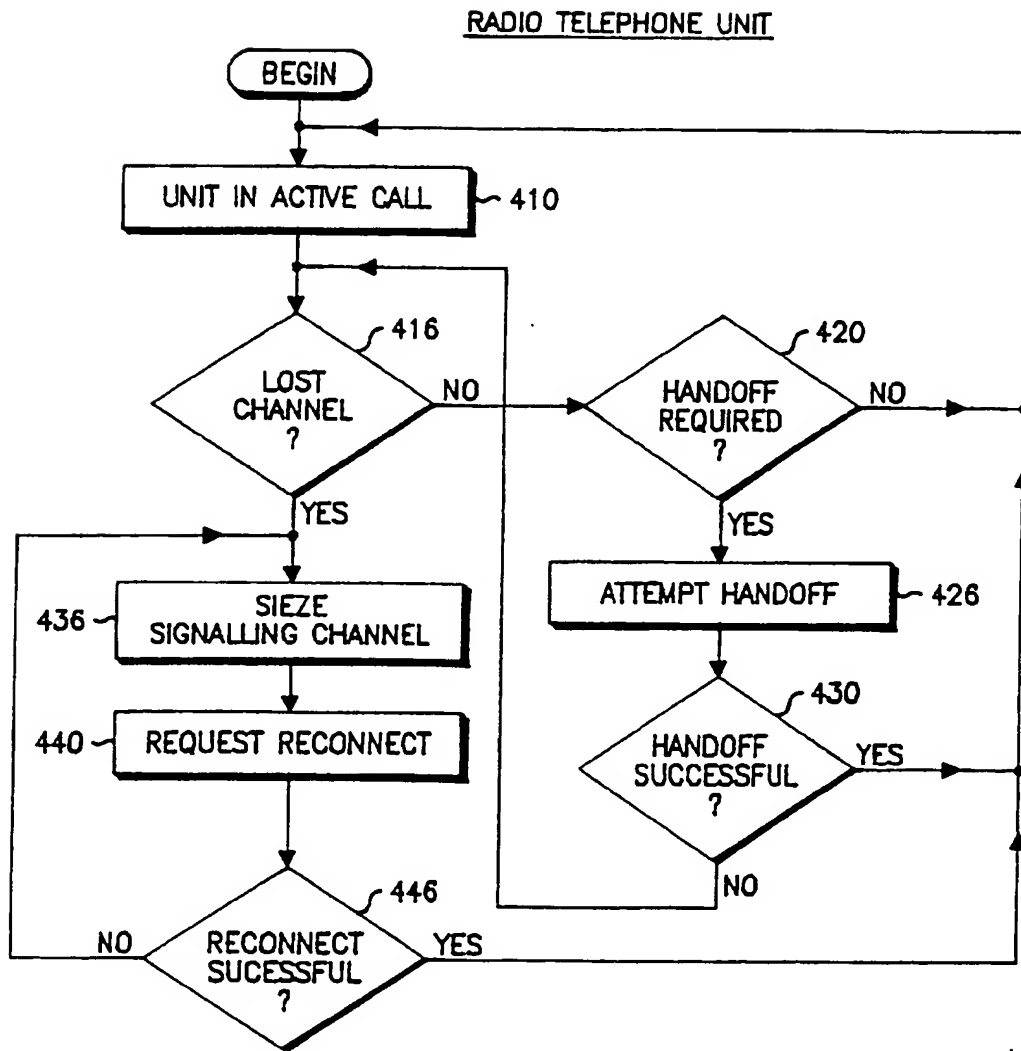 RADIO TELEPHONE UNIT
BEGIN
UNIT IN ACTIVE CALL
410
416
LOST
CHANNEL
?
NO
YES
420
HANDOFF
REQUIRED
?
NO
YES
ATTEMPT HANDOFF
426
430
HANDOFF
SUCCESSFUL
?
YES
NO
436
SIEZE
SIGNALLING CHANNEL
440
REQUEST RECONNECT
446
RECONNECT
SUCESSFUL
?
NO
YES